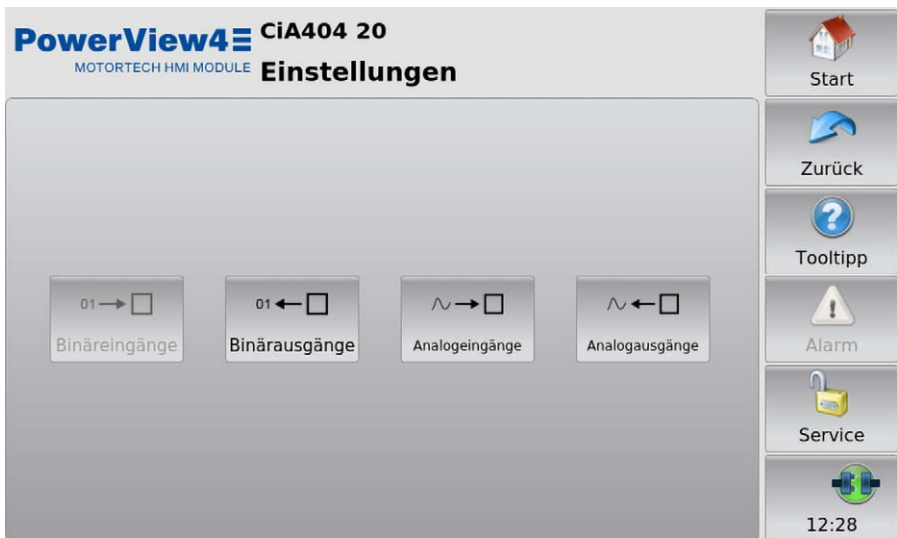 PowerView4
MOTORTECH HMI MODULE
CiA404 20
Einstellungen
Start
Zurück
Tooltipp
01
Binäreingänge
01
Binärausgänge
Analogeingänge
Analogausgänge
Alarm
Service
12:28